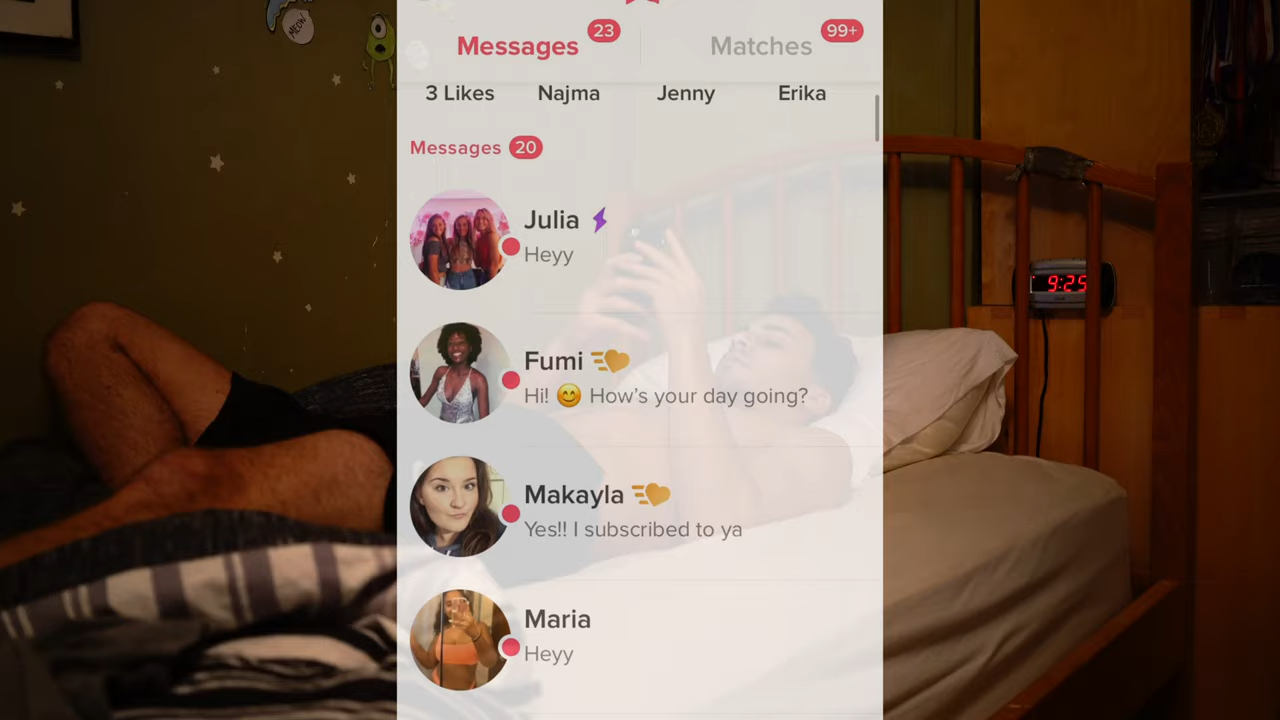 MEOW
Messages 23
Matches 99+
3 Likes Najma Jenny Erika
Messages 20
Julia
Heyy
Fumi
Hi! 😊 How's your day going?
Makayla
Yes!! I subscribed to ya
Maria
Heyy
9:25